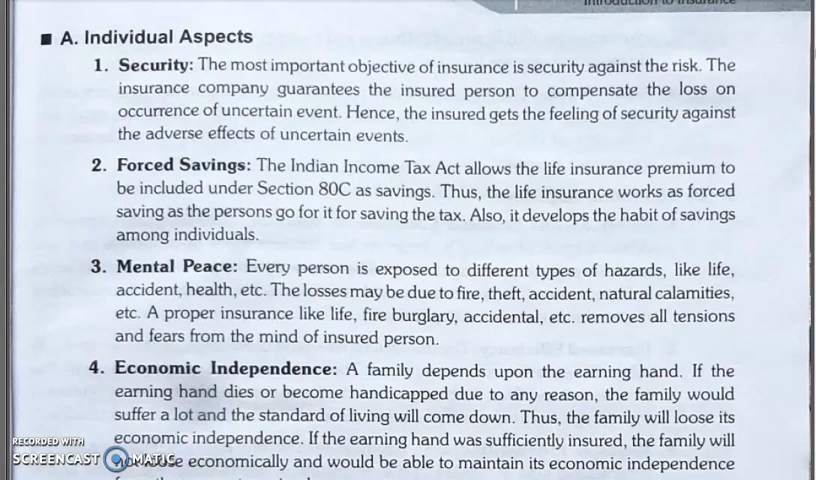 Introduction to Insurance
■ A. Individual Aspects
1. Security: The most important objective of insurance is security against the risk. The
insurance company guarantees the insured person to compensate the loss on
occurrence of uncertain event. Hence, the insured gets the feeling of security against
the adverse effects of uncertain events.
2. Forced Savings: The Indian Income Tax Act allows the life insurance premium to
be included under Section 80C as savings. Thus, the life insurance works as forced
saving as the persons go for it for saving the tax. Also, it develops the habit of savings
among individuals.
3. Mental Peace: Every person is exposed to different types of hazards, like life,
accident, health, etc. The losses may be due to fire, theft, accident, natural calamities,
etc. A proper insurance like life, fire burglary, accidental, etc. removes all tensions
and fears from the mind of insured person.
4. Economic Independence: A family depends upon the earning hand. If the
earning hand dies or become handicapped due to any reason, the family would
suffer a lot and the standard of living will come down. Thus, the family will loose its
economic independence. If the earning hand was sufficiently insured, the family will
economically and would be able to maintain its economic independence
RECORDED WITH
SCREENCAST MATIC